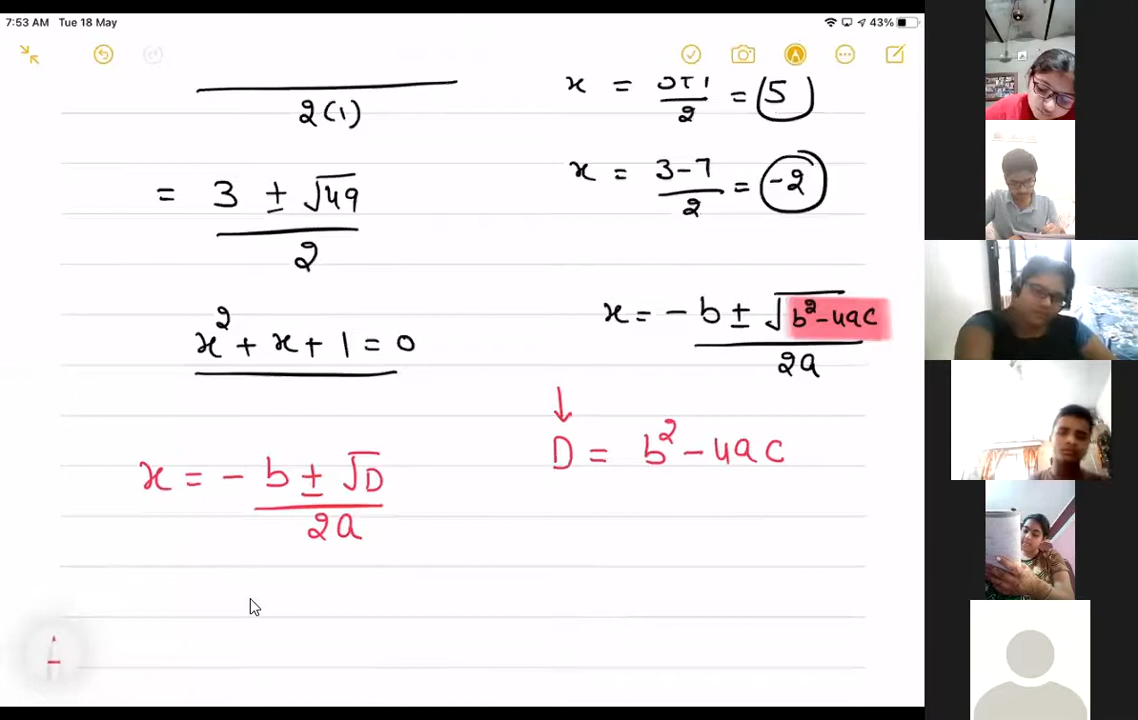 7:53 AM Tue 18 May
43%
2(1)
x = 3+7/2 = 5
= 3 ± √49
2
x = 3-7/2 = -2
x² + x + 1 = 0
x = -b ± √b²-4ac
2a
D = b² - 4ac
x = -b ± √D
2a